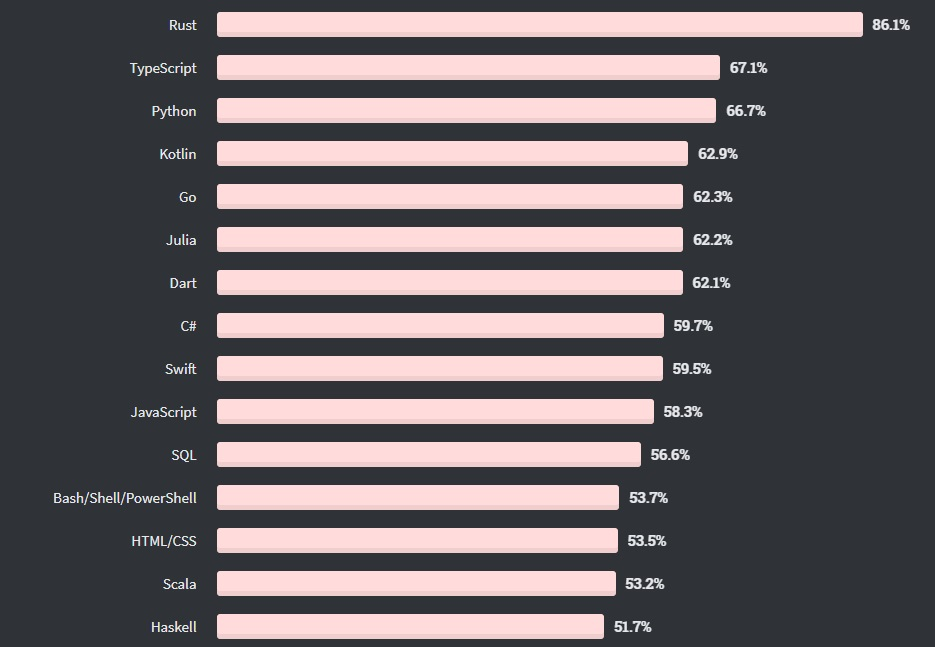 Rust 86.1%
TypeScript 67.1%
Python 66.7%
Kotlin 62.9%
Go 62.3%
Julia 62.2%
Dart 62.1%
C# 59.7%
Swift 59.5%
JavaScript 58.3%
SQL 56.6%
Bash/Shell/PowerShell 53.7%
HTML/CSS 53.5%
Scala 53.2%
Haskell 51.7%